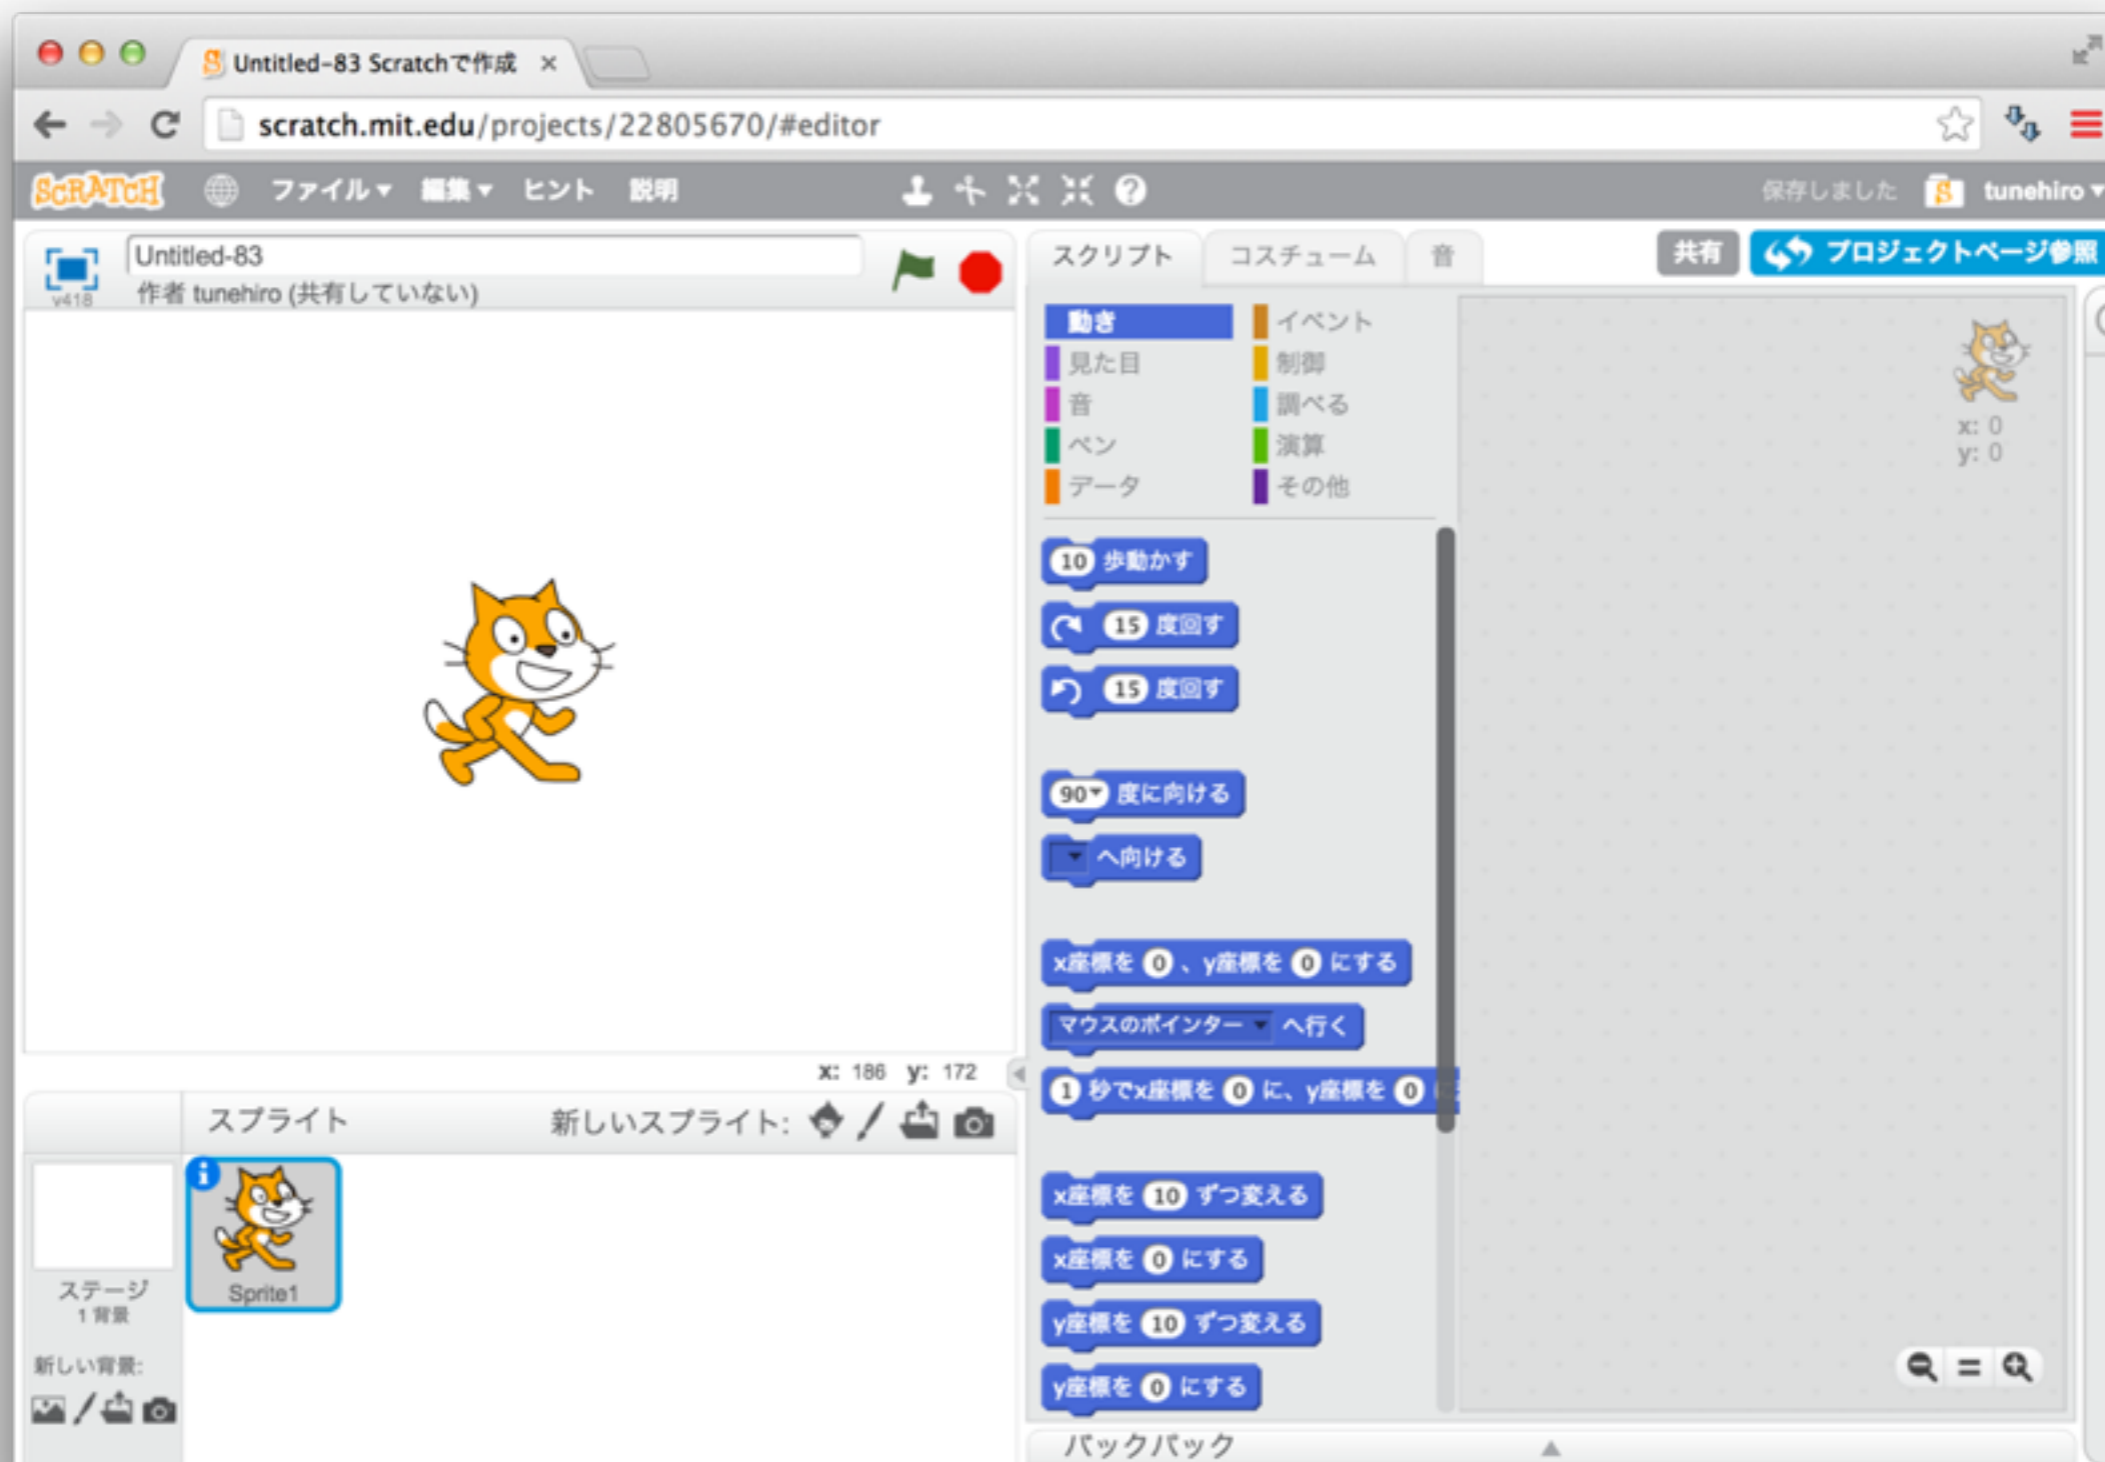 Untitled-83 Scratchで作成
scratch.mit.edu/projects/22805670/#editor
SCRATCH ファイル 編集 ヒント 説明 保存しました tunehiro
v418
Untitled-83
作者 tunehiro (共有していない)
スクリプト コスチューム 音 共有 プロジェクトページ参照
動き イベント
見た目 制御
音 調べる
ペン 演算
データ その他
x: 0
y: 0
10 歩動かす
15 度回す
15 度回す
90 度に向ける
へ向ける
x座標を 0 、y座標を 0 にする
マウスのポインター へ行く
1 秒でx座標を 0 に、y座標を 0 に
x座標を 10 ずつ変える
x座標を 0 にする
y座標を 10 ずつ変える
y座標を 0 にする
x: 186 y: 172
スプライト 新しいスプライト:
Sprite1
ステージ
1 背景
新しい背景:
バックパック